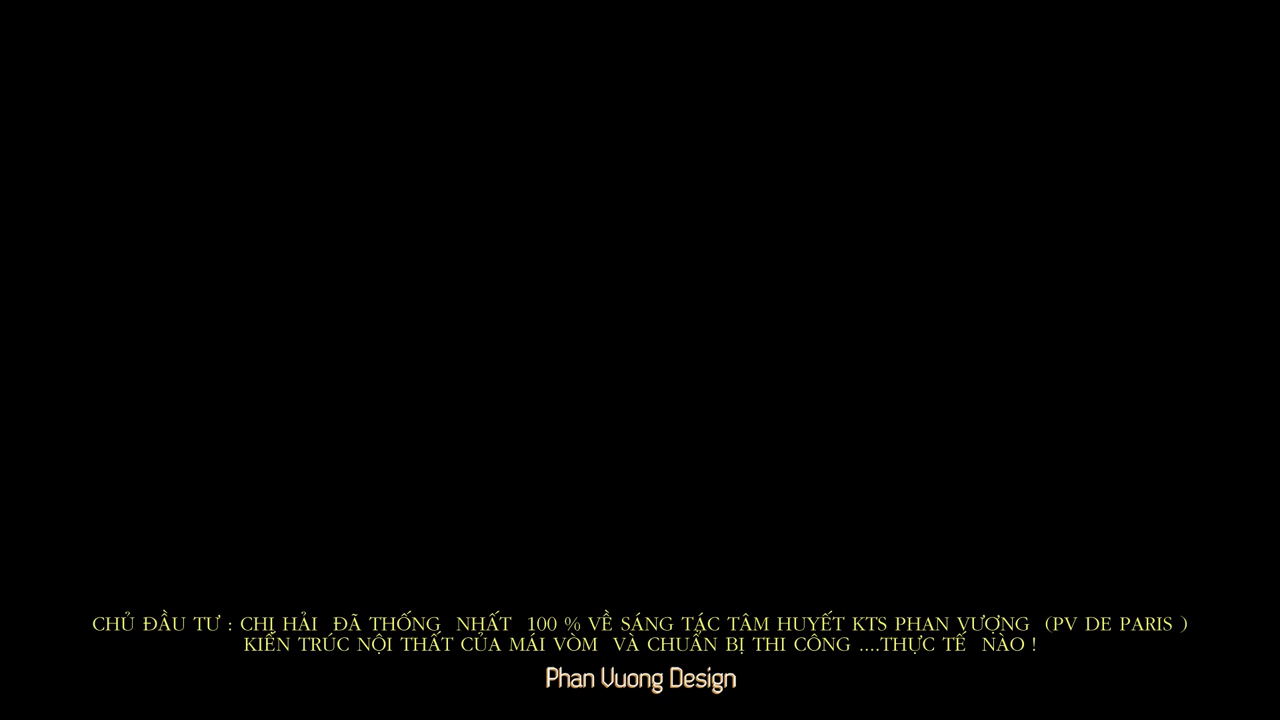 CHỦ ĐẦU TƯ : CHỊ HẢI ĐÃ THỐNG NHẤT 100 % VỀ SÁNG TÁC TÂM HUYẾT KTS PHAN VƯỢNG (PV DE PARIS )
KIẾN TRÚC NỘI THẤT CỦA MÁI VÒM VÀ CHUẨN BỊ THI CÔNG ....THỰC TẾ NÀO !
Phan Vuong Design